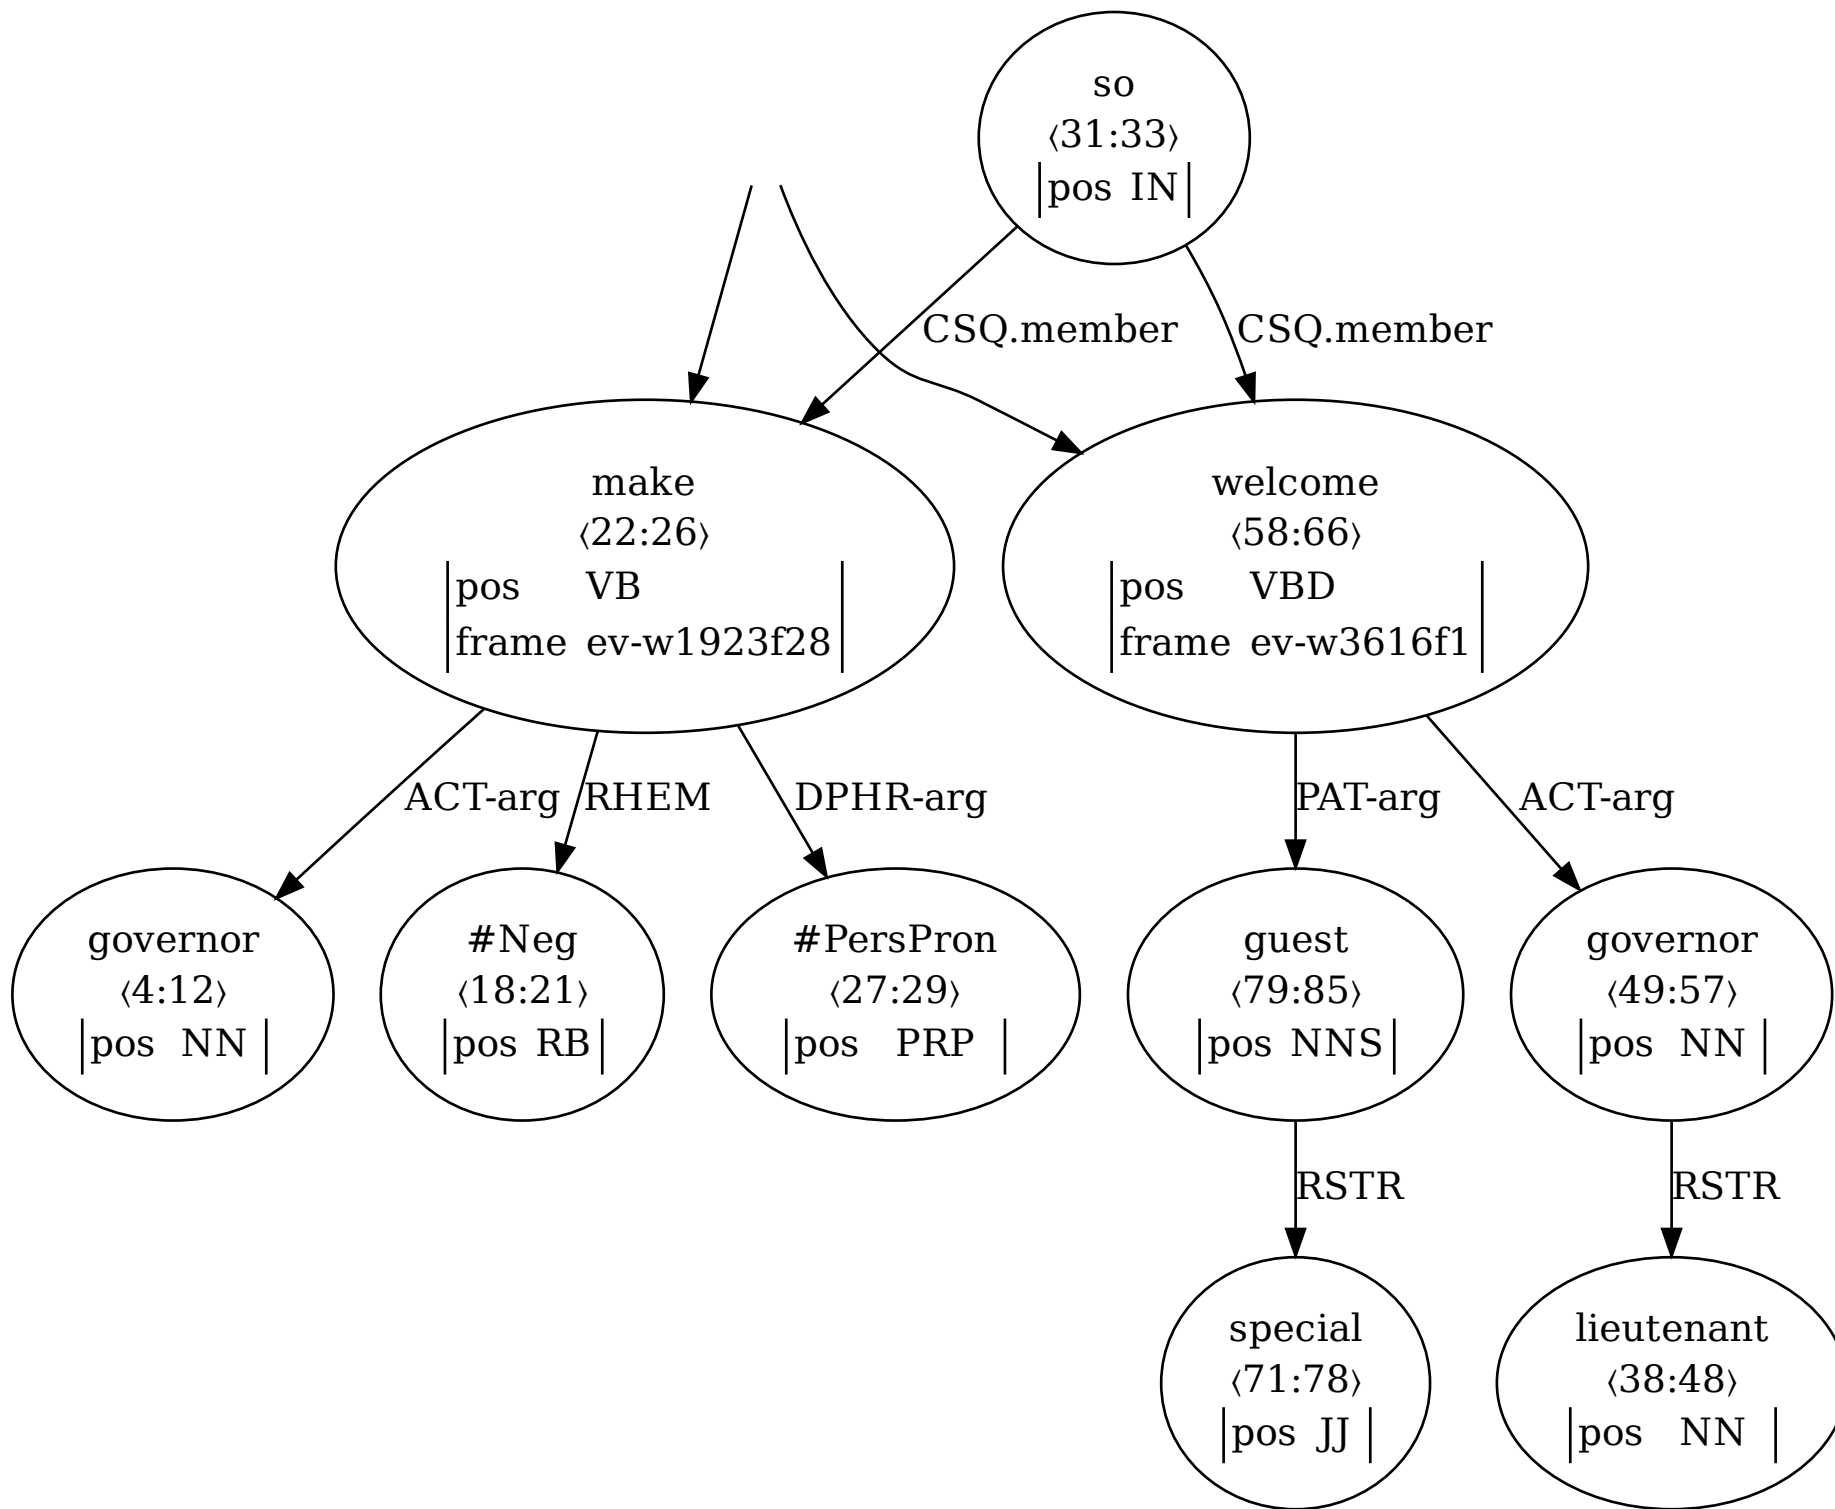 so
⟨31:33⟩
pos IN
CSQ.member
CSQ.member
make
⟨22:26⟩
pos VB
frame ev-w1923f28
welcome
⟨58:66⟩
pos VBD
frame ev-w3616f1
ACT-arg
RHEM
DPHR-arg
PAT-arg
ACT-arg
governor
⟨4:12⟩
pos NN
#Neg
⟨18:21⟩
pos RB
#PersPron
⟨27:29⟩
pos PRP
guest
⟨79:85⟩
pos NNS
governor
⟨49:57⟩
pos NN
RSTR
RSTR
special
⟨71:78⟩
pos JJ
lieutenant
⟨38:48⟩
pos NN